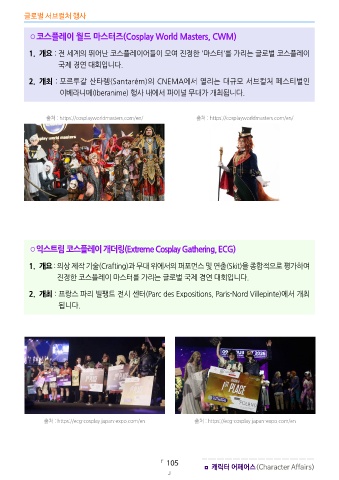 글로벌 서브컬처 행사
○코스플레이 월드 마스터즈(Cosplay World Masters, CWM)
1. 개요 : 전 세계의 뛰어난 코스플레이어들이 모여 진정한 '마스터'를 가리는 글로벌 코스플레이
국제 경연 대회입니다.
2. 개최 : 포르투갈 산타렝(Santarém)의 CNEMA에서 열리는 대규모 서브컬처 페스티벌인
이베라니메(Iberanime) 행사 내에서 파이널 무대가 개최됩니다.
출처 : https://cosplayworldmasters.com/en/
출처 : https://cosplayworldmasters.com/en/
○익스트림 코스플레이 개더링(Extreme Cosplay Gathering, ECG)
1. 개요 : 의상 제작 기술(Crafting)과 무대 위에서의 퍼포먼스 및 연출(Skit)을 종합적으로 평가하여
진정한 코스플레이 마스터를 가리는 글로벌 국제 경연 대회입니다.
2. 개최 : 프랑스 파리 빌팽트 전시 센터(Parc des Expositions, Paris-Nord Villepinte)에서 개최
됩니다.
1st PLACE
출처 : https://ecg-cosplay.japan-expo.com/en
출처 : https://ecg-cosplay.japan-expo.com/en
「 105
」
캐릭터 어페어스(Character Affairs)